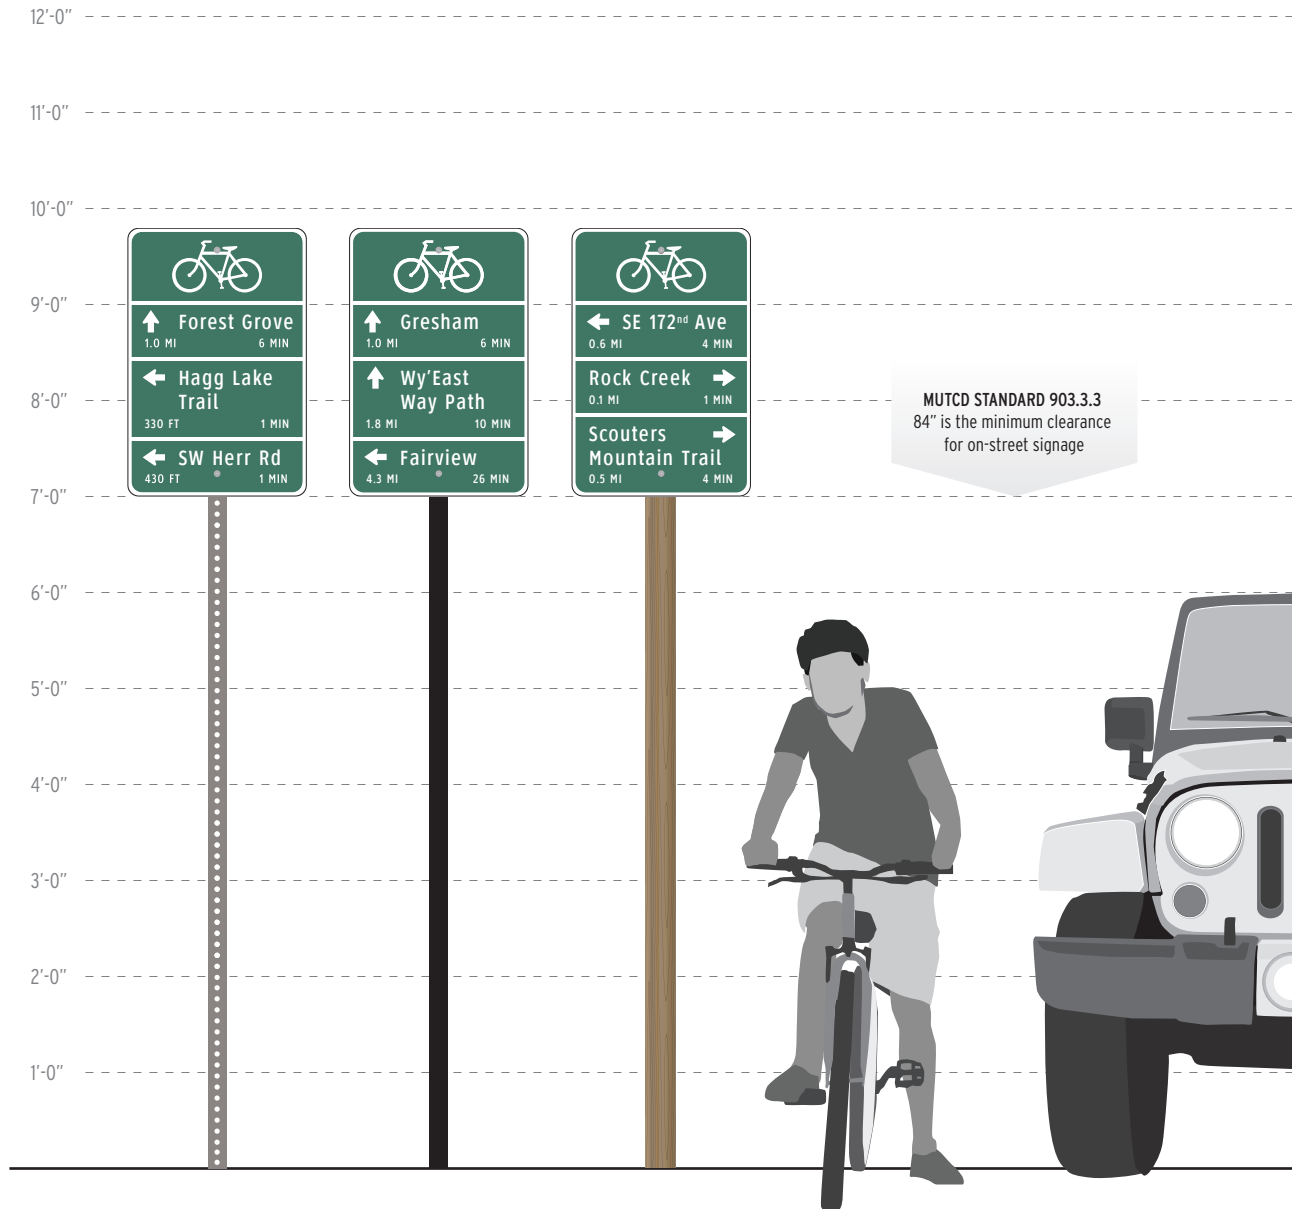 12'-0"
11'-0"
10'-0"
9'-0"
8'-0"
7'-0"
6'-0"
5'-0"
4'-0"
3'-0"
2'-0"
1'-0"
Forest Grove
1.0 MI 6 MIN
Hagg Lake
Trail
330 FT 1 MIN
SW Herr Rd
430 FT 1 MIN
Gresham
1.0 MI 6 MIN
Wy'East
Way Path
1.8 MI 10 MIN
Fairview
4.3 MI 26 MIN
SE 172nd Ave
0.6 MI 4 MIN
Rock Creek
0.1 MI 1 MIN
Scouters
Mountain Trail
0.5 MI 4 MIN
MUTCD STANDARD 903.3.3
84" is the minimum clearance
for on-street signage